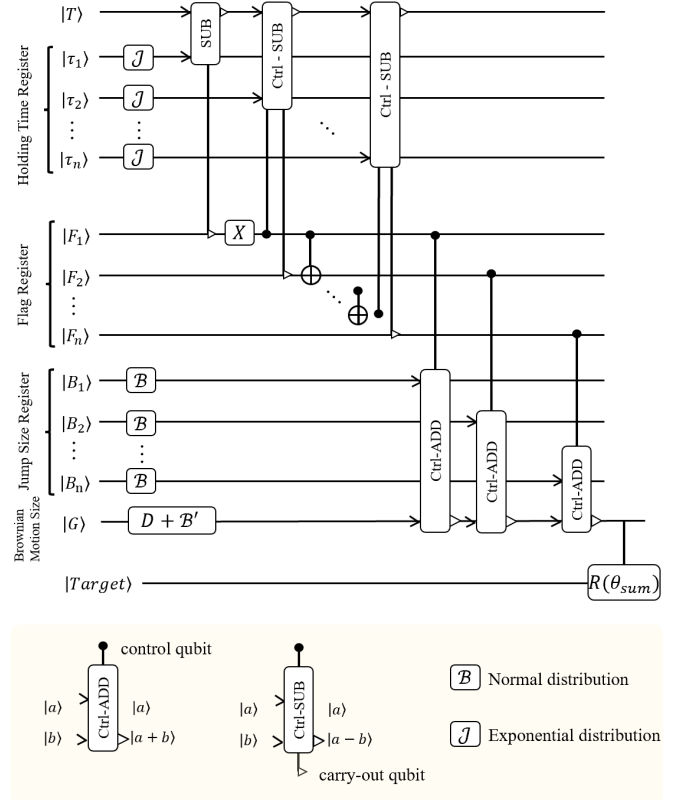 |T⟩
SUB
Ctrl - SUB
Ctrl - SUB
Holding Time Register
|τ₁⟩
𝒥
|τ₂⟩
𝒥
|τₙ⟩
𝒥
Flag Register
|F₁⟩
X
|F₂⟩
|Fₙ⟩
Jump Size Register
|B₁⟩
ℬ
|B₂⟩
ℬ
|Bₙ⟩
ℬ
Ctrl-ADD
Ctrl-ADD
Ctrl-ADD
Brownian
Motion Size
|G⟩
D + ℬ′
|Target⟩
R(θ_sum)
control qubit
Ctrl-ADD
|a⟩
|a⟩
|b⟩
|a + b⟩
Ctrl-SUB
|a⟩
|a⟩
|b⟩
|a − b⟩
carry-out qubit
ℬ Normal distribution
𝒥 Exponential distribution